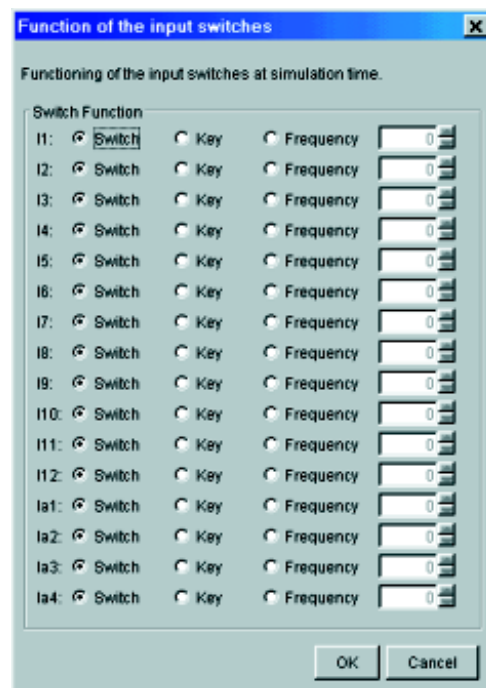 Function of the input switches
Functioning of the input switches at simulation time.
Switch Function
I1: Switch Key Frequency 0
I2: Switch Key Frequency 0
I3: Switch Key Frequency 0
I4: Switch Key Frequency 0
I5: Switch Key Frequency 0
I6: Switch Key Frequency 0
I7: Switch Key Frequency 0
I8: Switch Key Frequency 0
I9: Switch Key Frequency 0
I10: Switch Key Frequency 0
I11: Switch Key Frequency 0
I12: Switch Key Frequency 0
Ia1: Switch Key Frequency 0
Ia2: Switch Key Frequency 0
Ia3: Switch Key Frequency 0
Ia4: Switch Key Frequency 0
OK Cancel